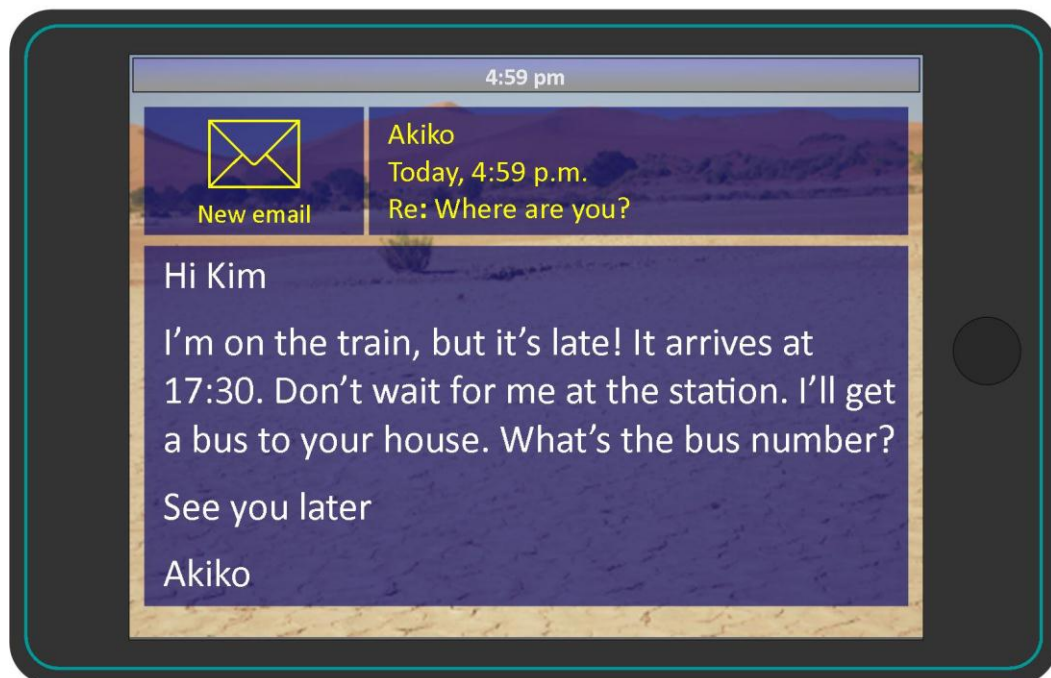 4:59 pm
New email
Akiko
Today, 4:59 p.m.
Re: Where are you?
Hi Kim
I'm on the train, but it's late! It arrives at
17:30. Don't wait for me at the station. I'll get
a bus to your house. What's the bus number?
See you later
Akiko